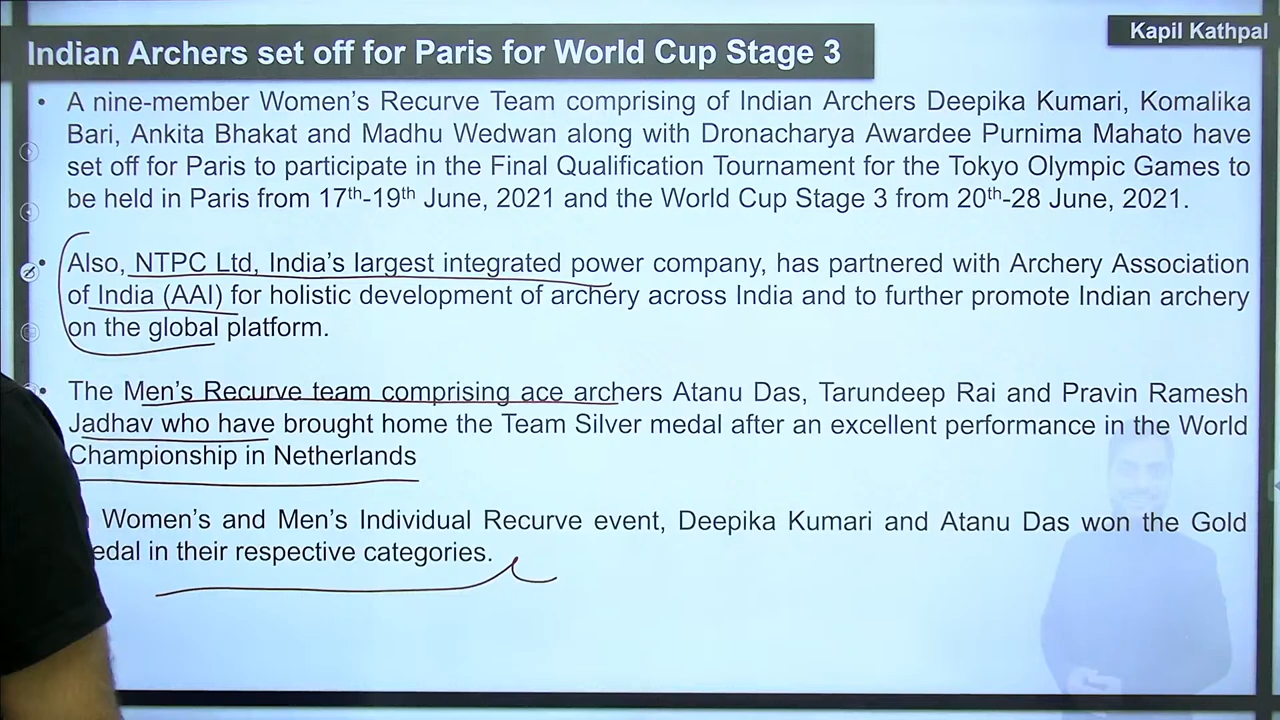 Kapil Kathpal
Indian Archers set off for Paris for World Cup Stage 3
• A nine-member Women's Recurve Team comprising of Indian Archers Deepika Kumari, Komalika
Bari, Ankita Bhakat and Madhu Wedwan along with Dronacharya Awardee Purnima Mahato have
set off for Paris to participate in the Final Qualification Tournament for the Tokyo Olympic Games to
be held in Paris from 17th-19th June, 2021 and the World Cup Stage 3 from 20th-28 June, 2021.
• Also, NTPC Ltd, India's largest integrated power company, has partnered with Archery Association
of India (AAI) for holistic development of archery across India and to further promote Indian archery
on the global platform.
• The Men's Recurve team comprising ace archers Atanu Das, Tarundeep Rai and Pravin Ramesh
Jadhav who have brought home the Team Silver medal after an excellent performance in the World
Championship in Netherlands
Women's and Men's Individual Recurve event, Deepika Kumari and Atanu Das won the Gold
edal in their respective categories.